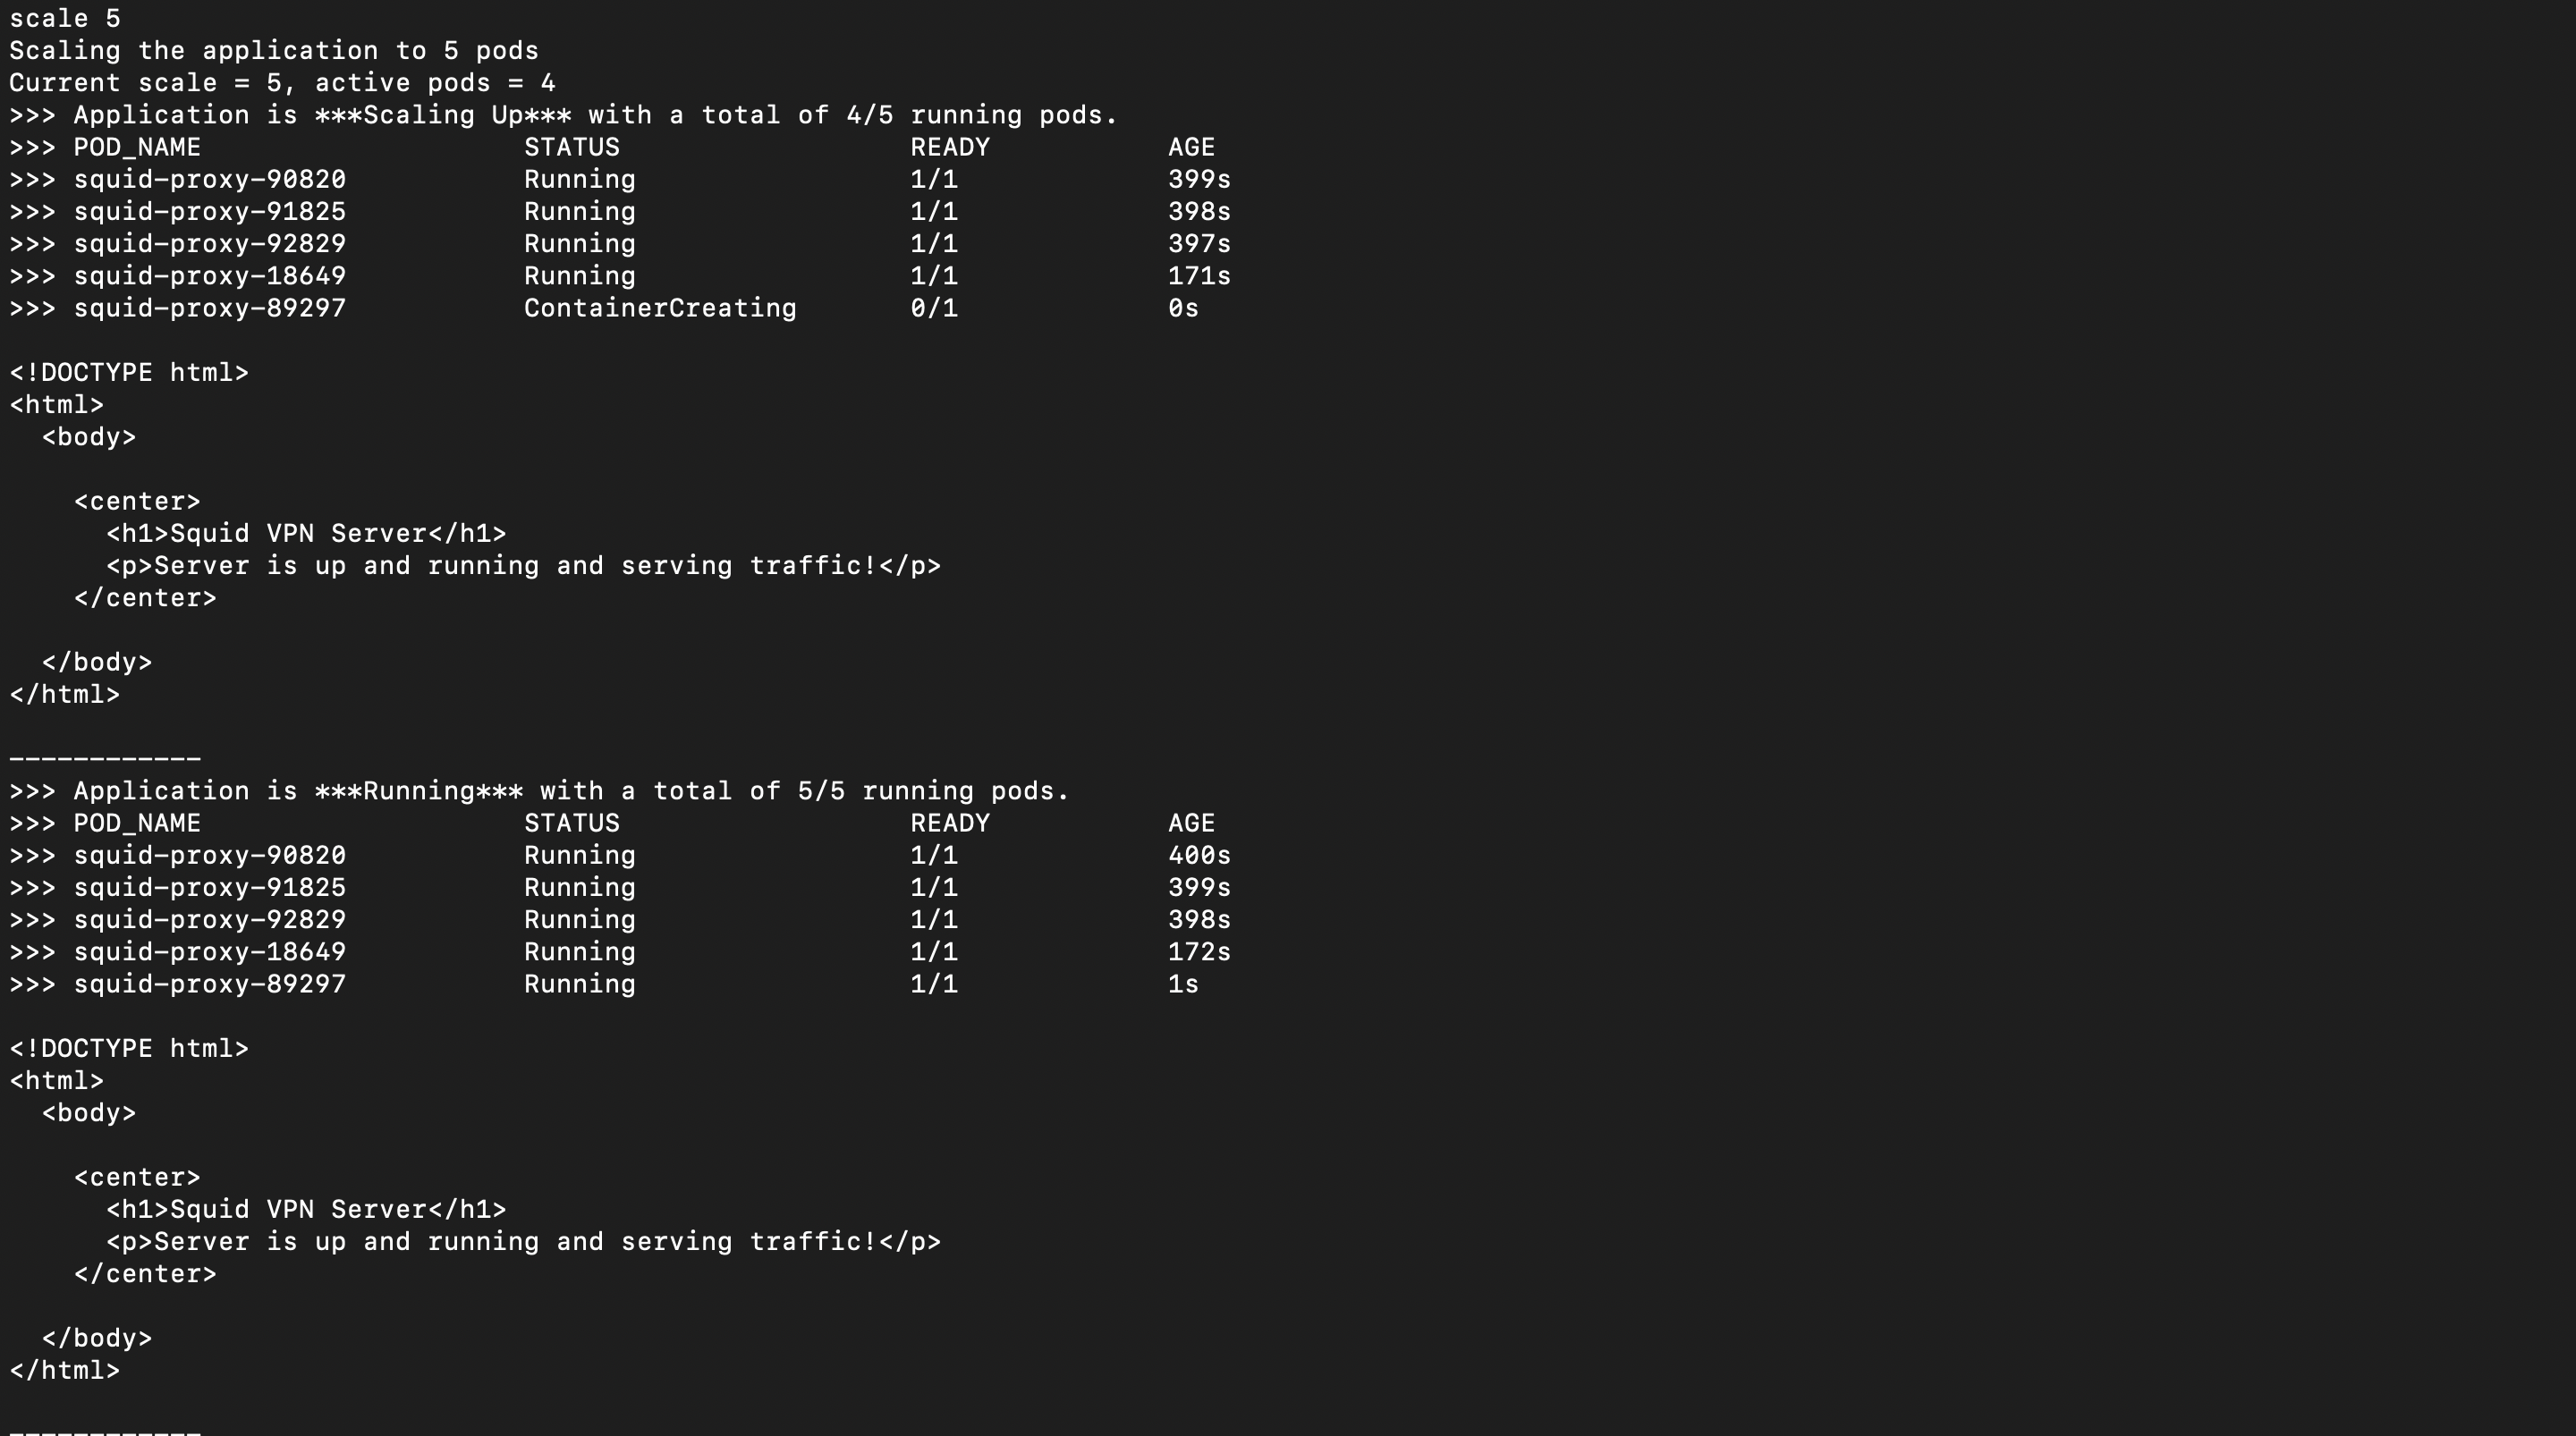 scale 5
Scaling the application to 5 pods
Current scale = 5, active pods = 4
>>> Application is ***Scaling Up*** with a total of 4/5 running pods.
>>> POD_NAME                    STATUS                  READY           AGE
>>> squid-proxy-90820           Running                 1/1             399s
>>> squid-proxy-91825           Running                 1/1             398s
>>> squid-proxy-92829           Running                 1/1             397s
>>> squid-proxy-18649           Running                 1/1             171s
>>> squid-proxy-89297           ContainerCreating       0/1             0s

<!DOCTYPE html>
<html>
  <body>

    <center>
      <h1>Squid VPN Server</h1>
      <p>Server is up and running and serving traffic!</p>
    </center>

  </body>
</html>

------------
>>> Application is ***Running*** with a total of 5/5 running pods.
>>> POD_NAME                    STATUS                  READY           AGE
>>> squid-proxy-90820           Running                 1/1             400s
>>> squid-proxy-91825           Running                 1/1             399s
>>> squid-proxy-92829           Running                 1/1             398s
>>> squid-proxy-18649           Running                 1/1             172s
>>> squid-proxy-89297           Running                 1/1             1s

<!DOCTYPE html>
<html>
  <body>

    <center>
      <h1>Squid VPN Server</h1>
      <p>Server is up and running and serving traffic!</p>
    </center>

  </body>
</html>

------------